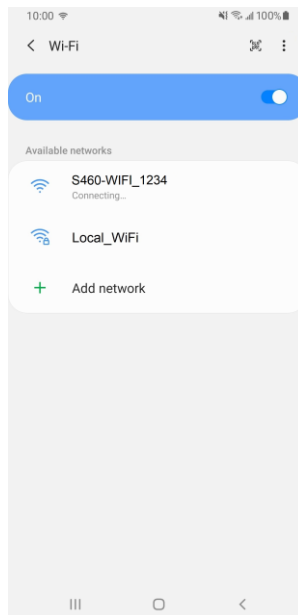 10:00 100%
Wi-Fi
On
Available networks
S460-WIFI_1234
Connecting...
Local_WiFi
Add network